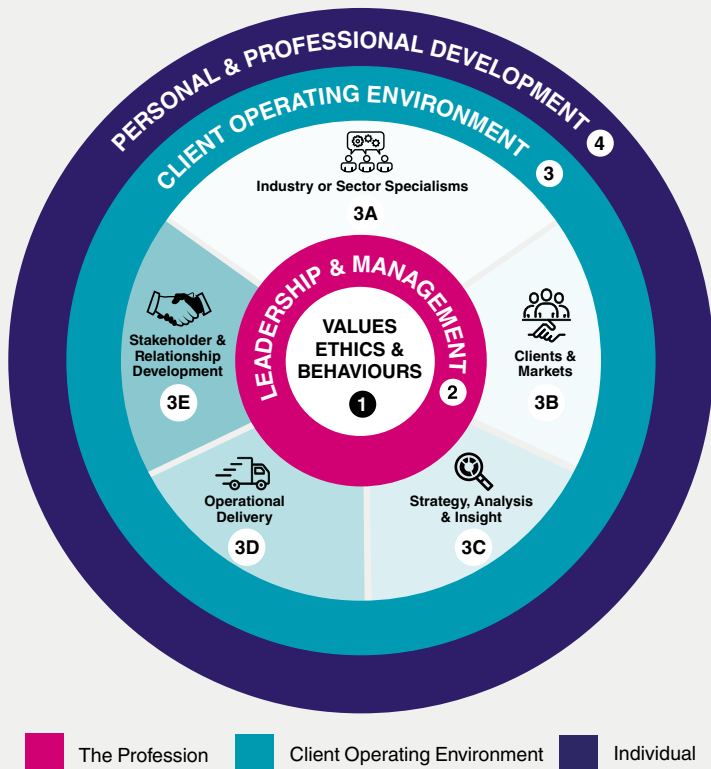 PERSONAL & PROFESSIONAL DEVELOPMENT 4
CLIENT OPERATING ENVIRONMENT 3
Industry or Sector Specialisms
3A
LEADERSHIP & MANAGEMENT 2
VALUES
ETHICS &
BEHAVIOURS
1
Clients &
Markets
3B
Strategy, Analysis
& Insight
3C
Operational
Delivery
3D
Stakeholder &
Relationship
Development
3E
The Profession
Client Operating Environment
Individual